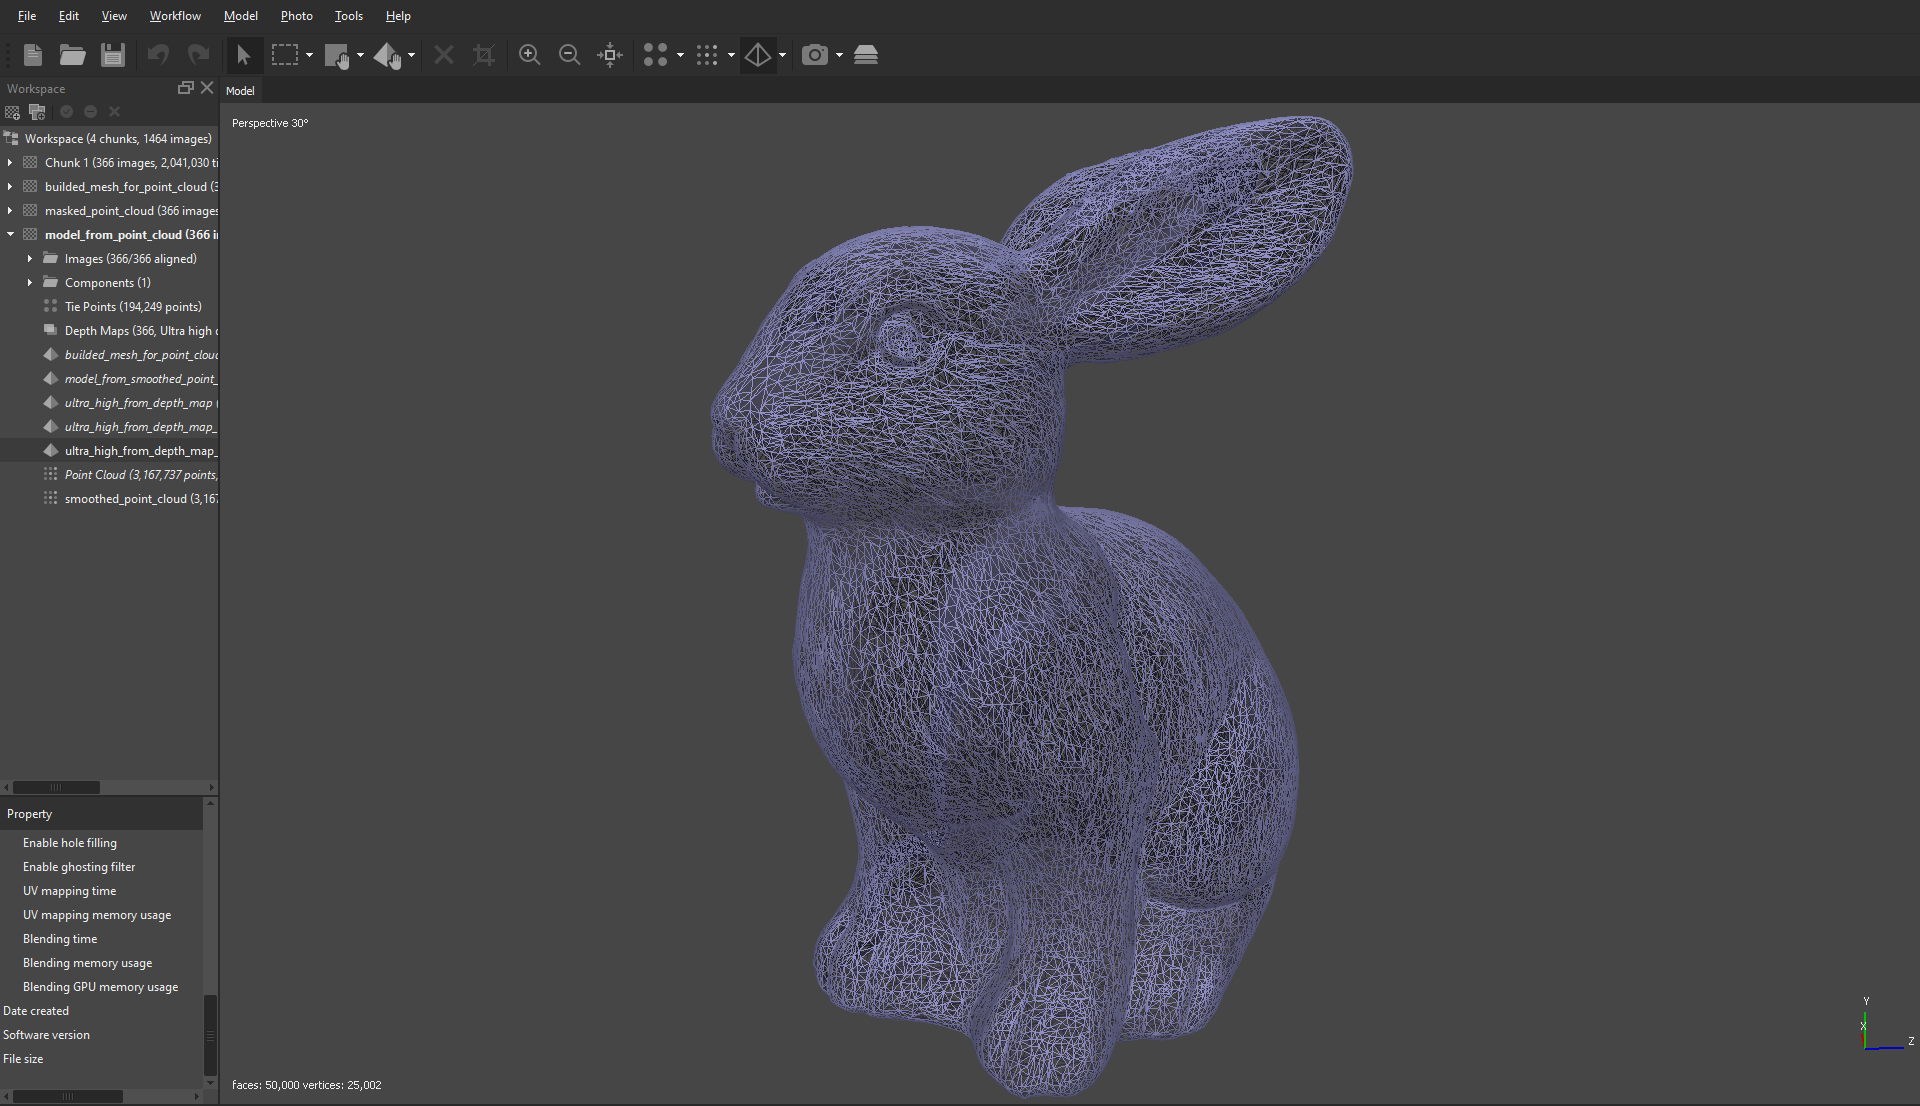 File Edit View Workflow Model Photo Tools Help
Workspace
Model
Workspace (4 chunks, 1464 images)
Chunk 1 (366 images, 2,041,030 ti
builded_mesh_for_point_cloud (3
masked_point_cloud (366 images
model_from_point_cloud (366 i
Images (366/366 aligned)
Components (1)
Tie Points (194,249 points)
Depth Maps (366, Ultra high
builded_mesh_for_point_cloud
model_from_smoothed_point_
ultra_high_from_depth_map (
ultra_high_from_depth_map_
ultra_high_from_depth_map_
Point Cloud (3,167,737 points,
smoothed_point_cloud (3,167
Property
Enable hole filling
Enable ghosting filter
UV mapping time
UV mapping memory usage
Blending time
Blending memory usage
Blending GPU memory usage
Date created
Software version
File size
Perspective 30°
faces: 50,000 vertices: 25,002
Y
X
Z